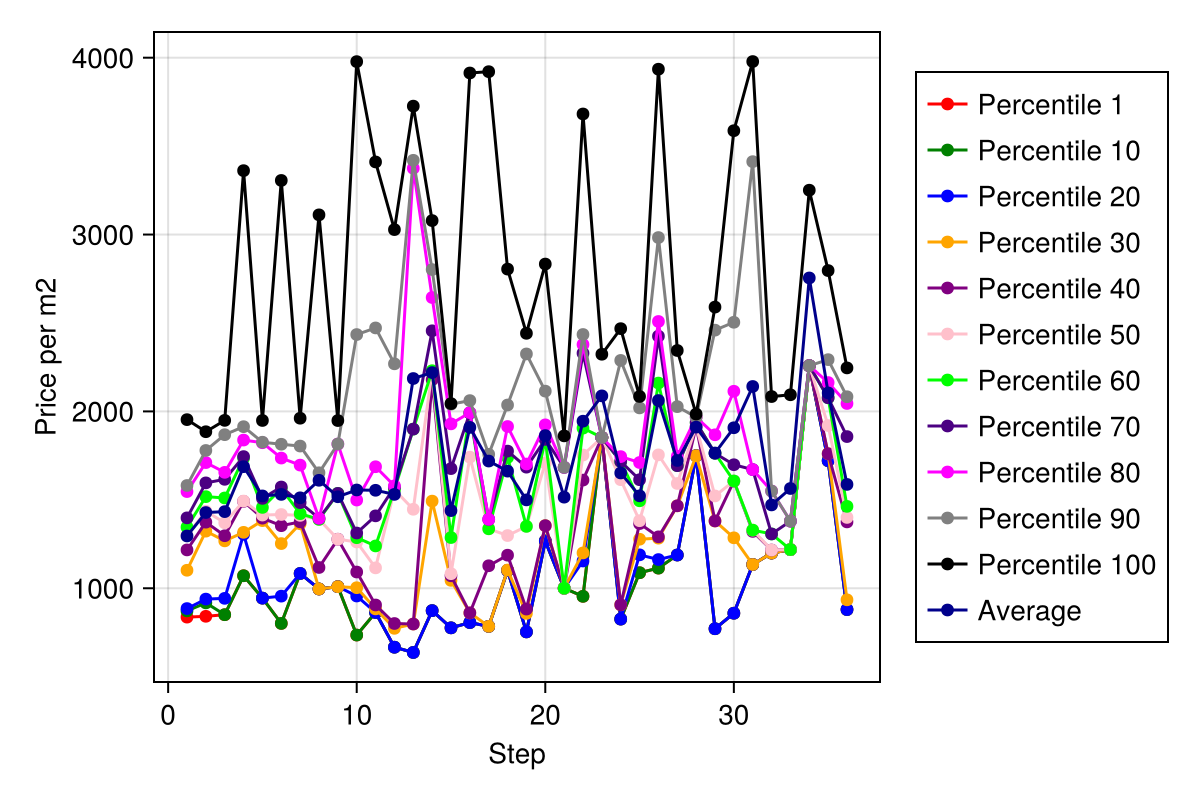 4000
3000
2000
1000
Price per m2
0 10 20 30
Step
Percentile 1
Percentile 10
Percentile 20
Percentile 30
Percentile 40
Percentile 50
Percentile 60
Percentile 70
Percentile 80
Percentile 90
Percentile 100
Average